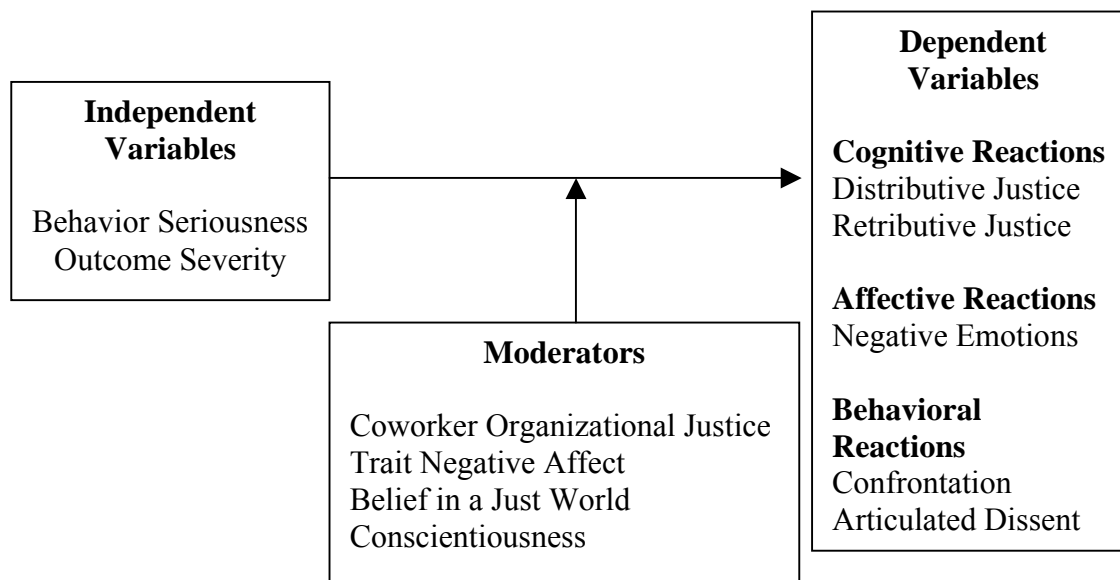 Independent
Variables
Behavior Seriousness
Outcome Severity
Moderators
Coworker Organizational Justice
Trait Negative Affect
Belief in a Just World
Conscientiousness
Dependent
Variables
Cognitive Reactions
Distributive Justice
Retributive Justice
Affective Reactions
Negative Emotions
Behavioral
Reactions
Confrontation
Articulated Dissent